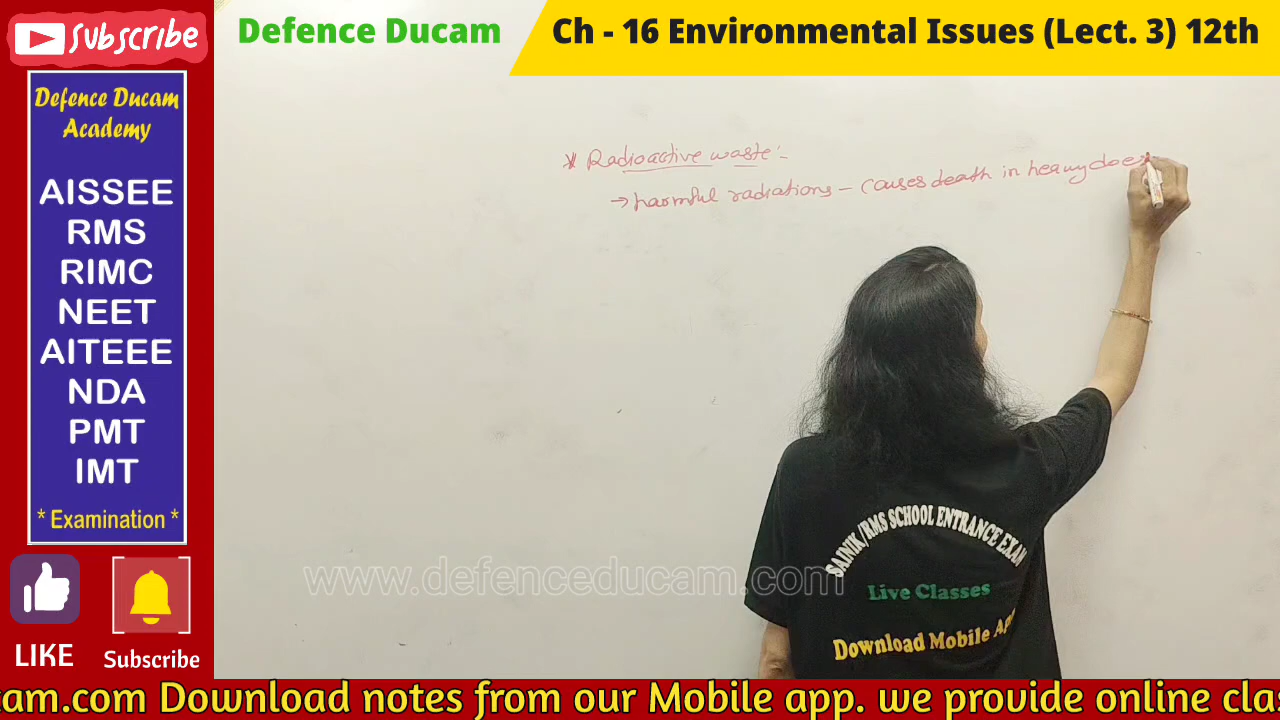 Subscribe
Defence Ducam
Ch - 16 Environmental Issues (Lect. 3) 12th
Defence Ducam
Academy
AISSEE
RMS
RIMC
NEET
AITEEE
NDA
PMT
IMT
* Examination *
LIKE
Subscribe
* Radioactive waste :-
→ harmful radiations - causes death in heavy
www.defenceducam.com
SAINIK/RMS SCHOOL ENTRANCE EXAM
Live Classes
Download Mobile App
cam.com Download notes from our Mobile app. we provide online clas